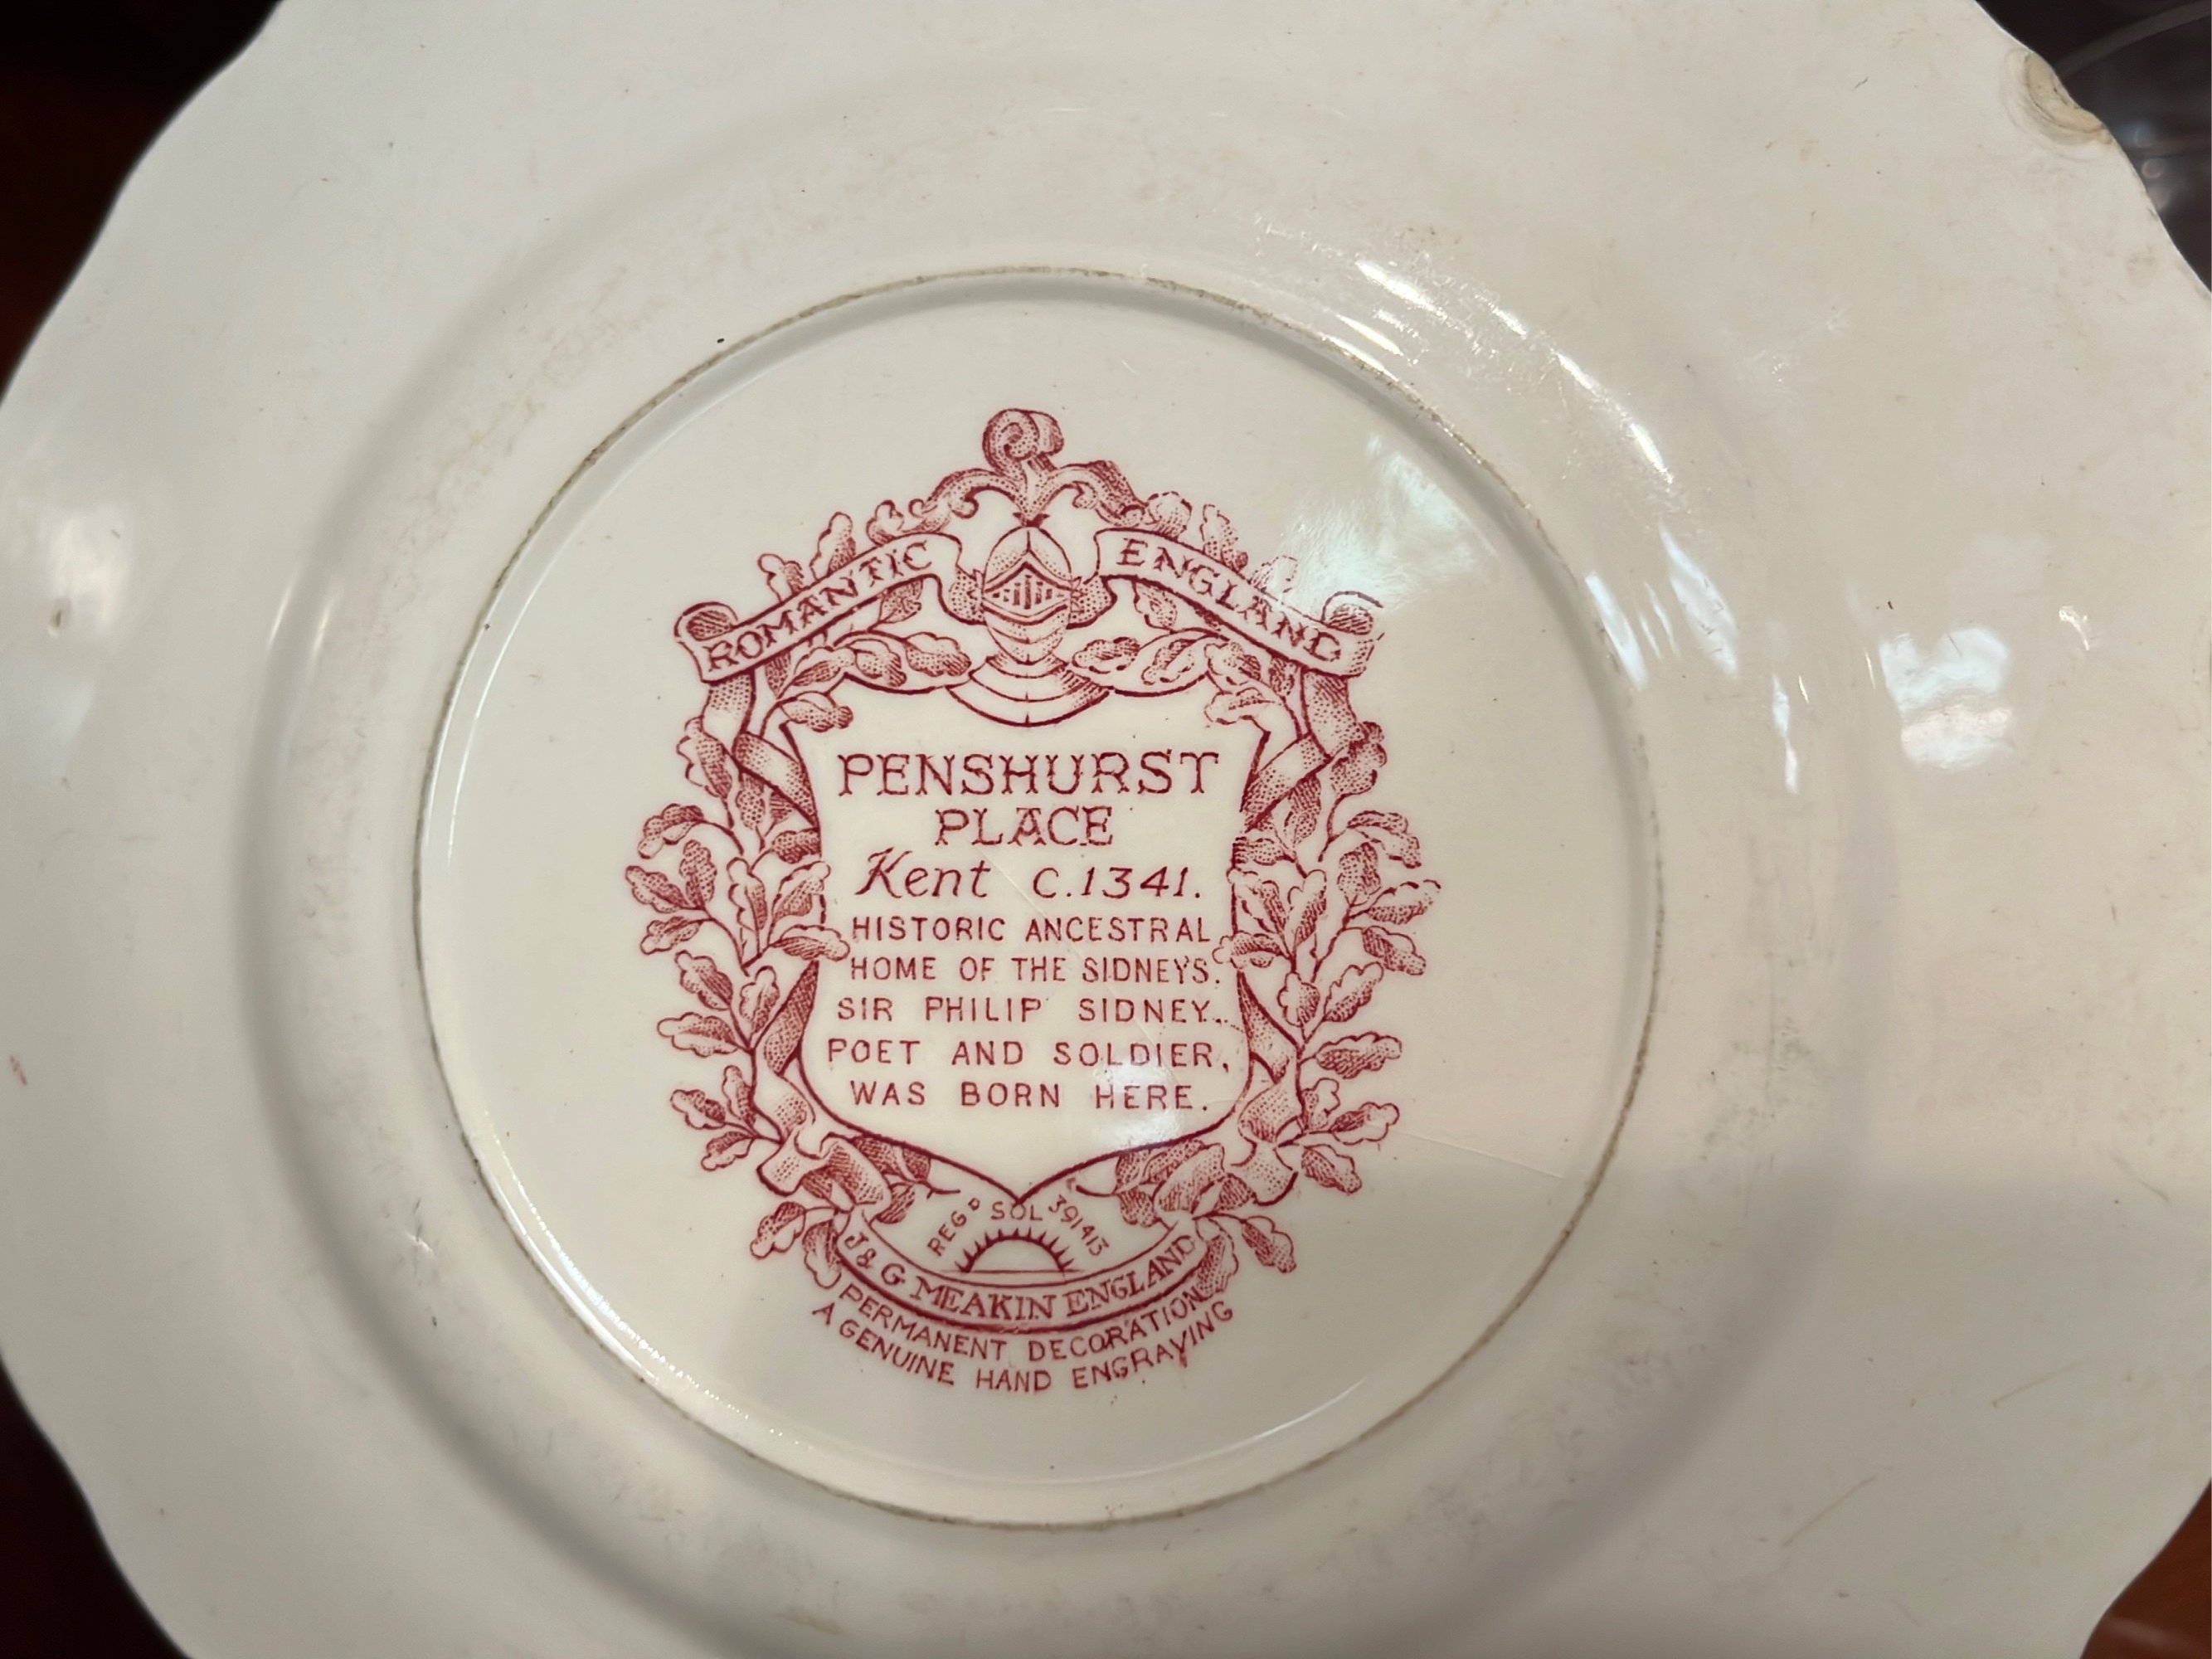 ROMANTIC ENGLAND
PENSHURST
PLACE
Kent C.1341.
HISTORIC ANCESTRAL
HOME OF THE SIDNEYS.
SIR PHILIP SIDNEY.
POET AND SOLDIER,
WAS BORN HERE.
REGD SOL 391413
J & G MEAKIN ENGLAND
PERMANENT DECORATION
A GENUINE HAND ENGRAVING